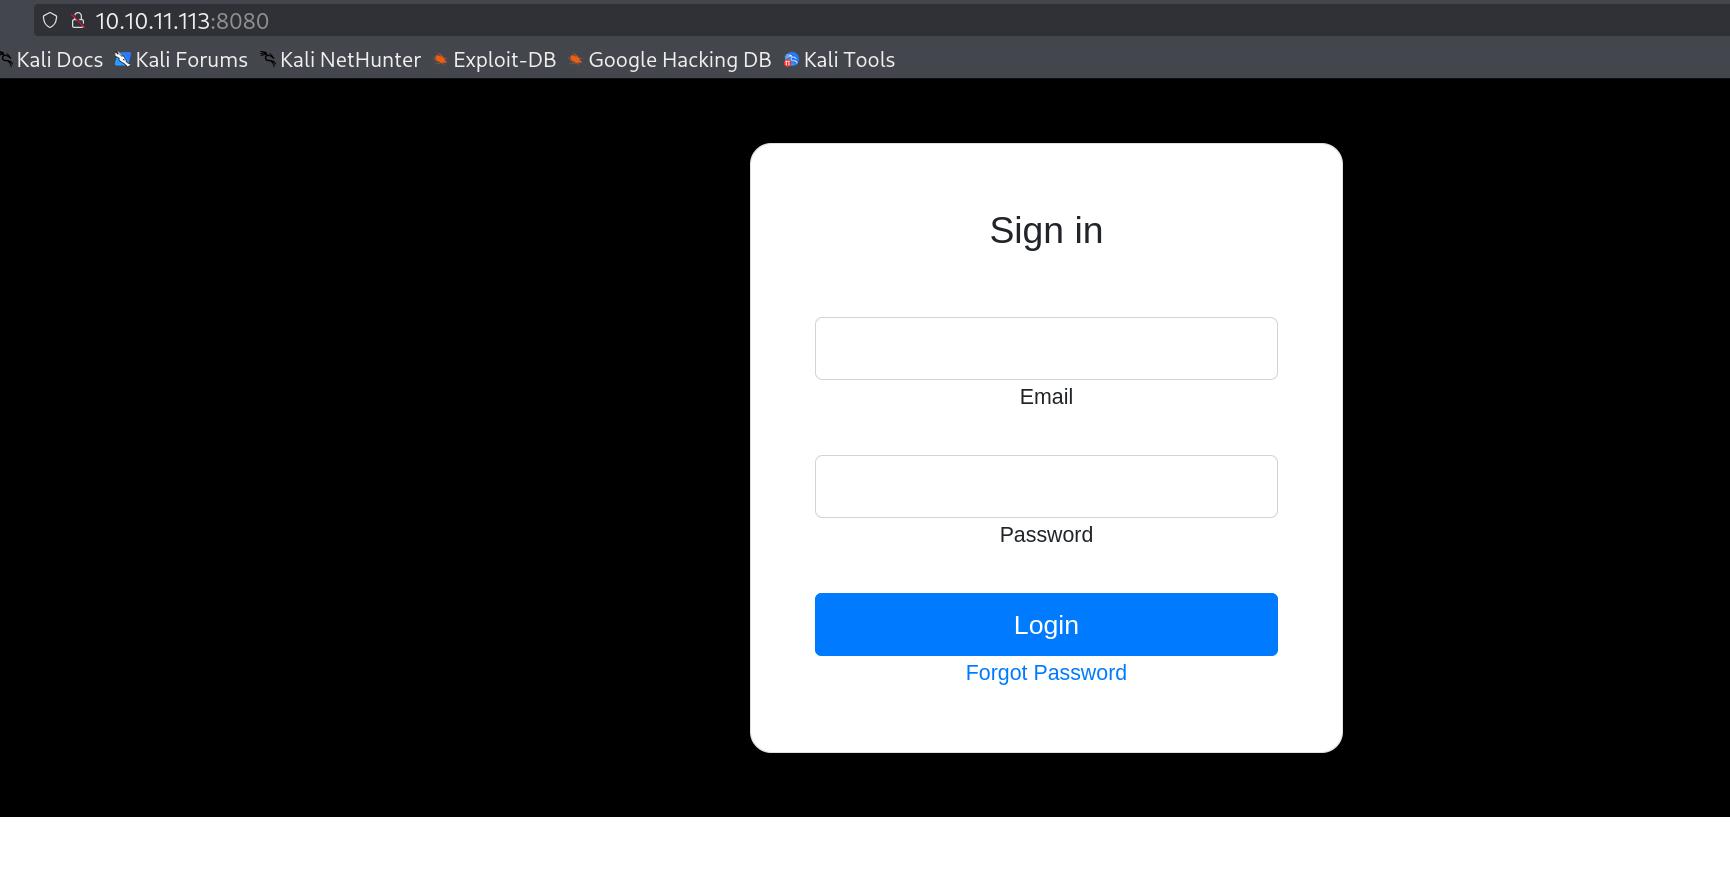 10.10.11.113:8080
Kali Docs Kali Forums Kali NetHunter Exploit-DB Google Hacking DB Kali Tools
Sign in
Email
Password
Login
Forgot Password